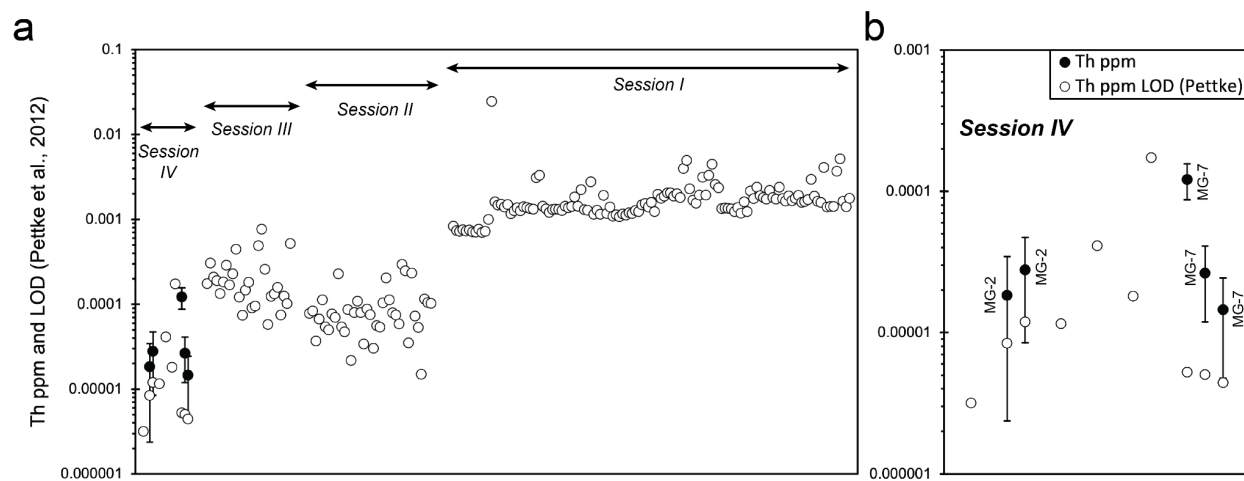 a
b
Th ppm and LOD (Pettke et al., 2012)
0.1
0.01
0.001
0.0001
0.00001
0.000001
Session
IV
Session III
Session II
Session I
0.001
0.0001
0.00001
0.000001
Th ppm
Th ppm LOD (Pettke)
Session IV
MG-2
MG-2
MG-7
MG-7
MG-7